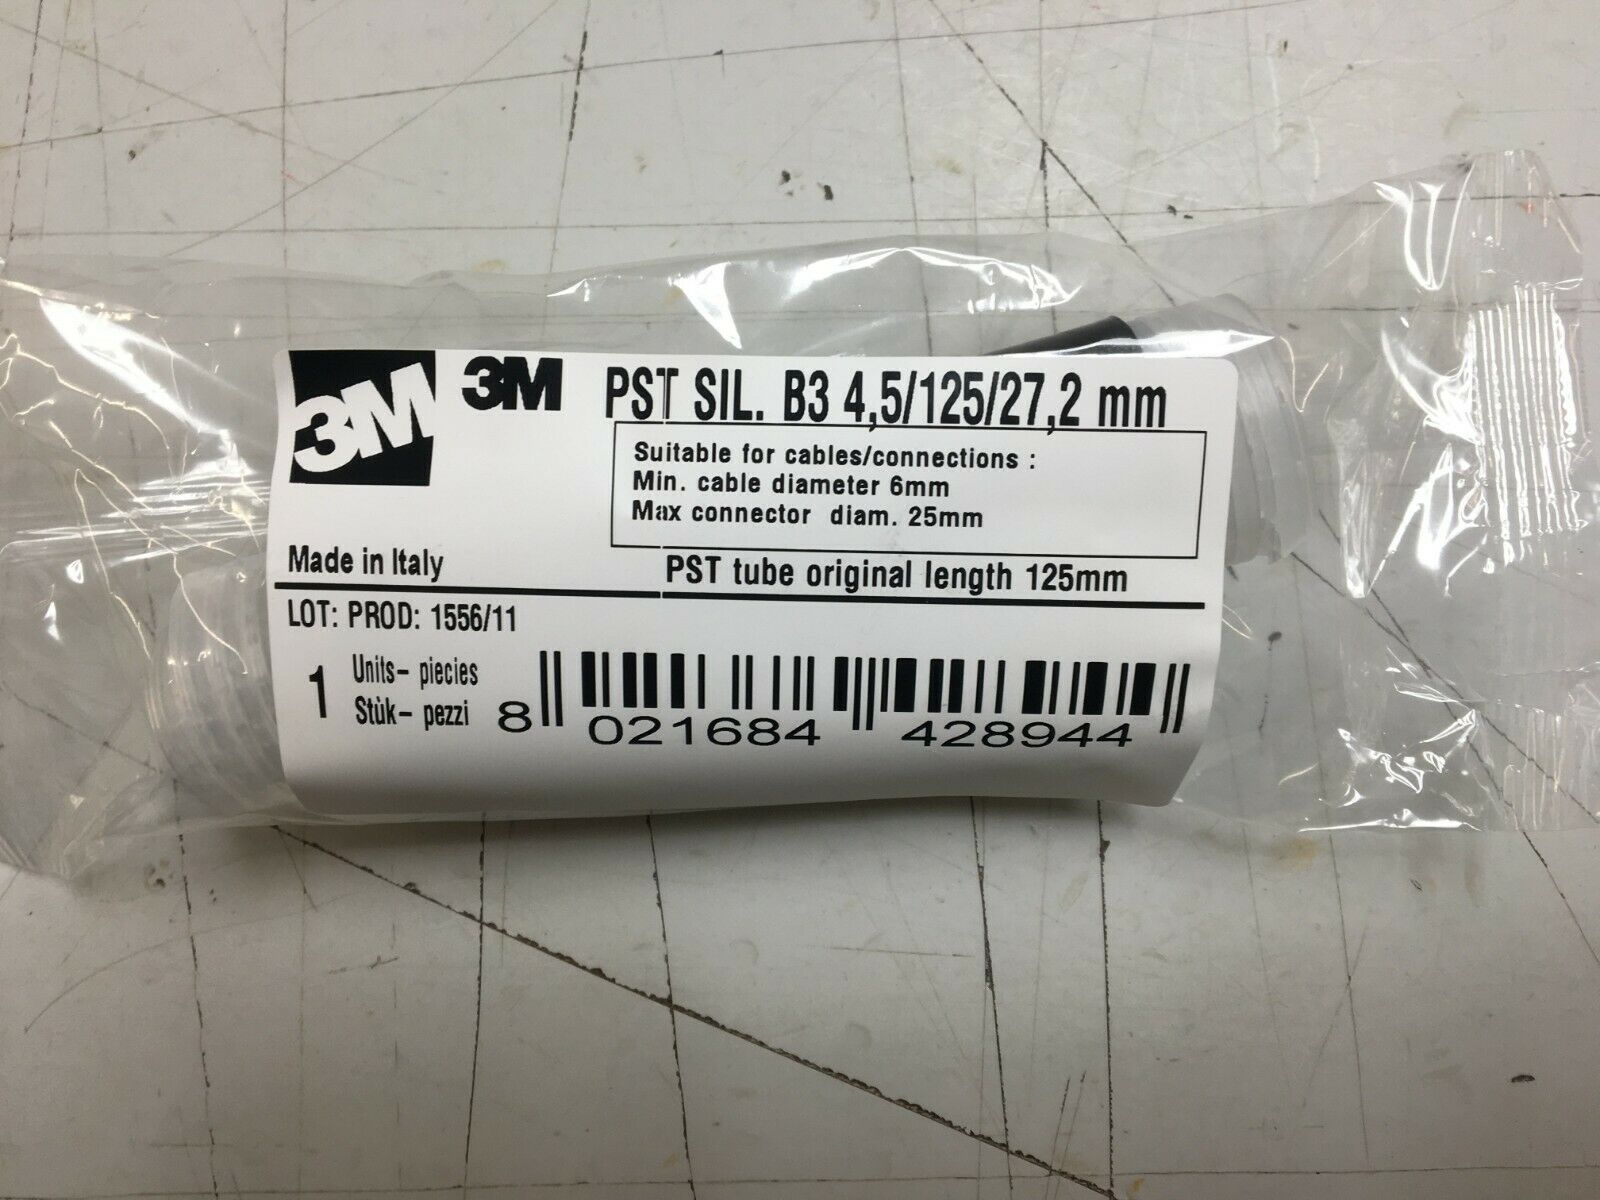 3M 3M PST SIL. B3 4,5/125/27,2 mm
Suitable for cables/connections :
Min. cable diameter 6mm
Max connector diam. 25mm
Made in Italy
PST tube original length 125mm
LOT: PROD: 1556/11
1 Units- piecies
Stùk- pezzi
8 021684 428944